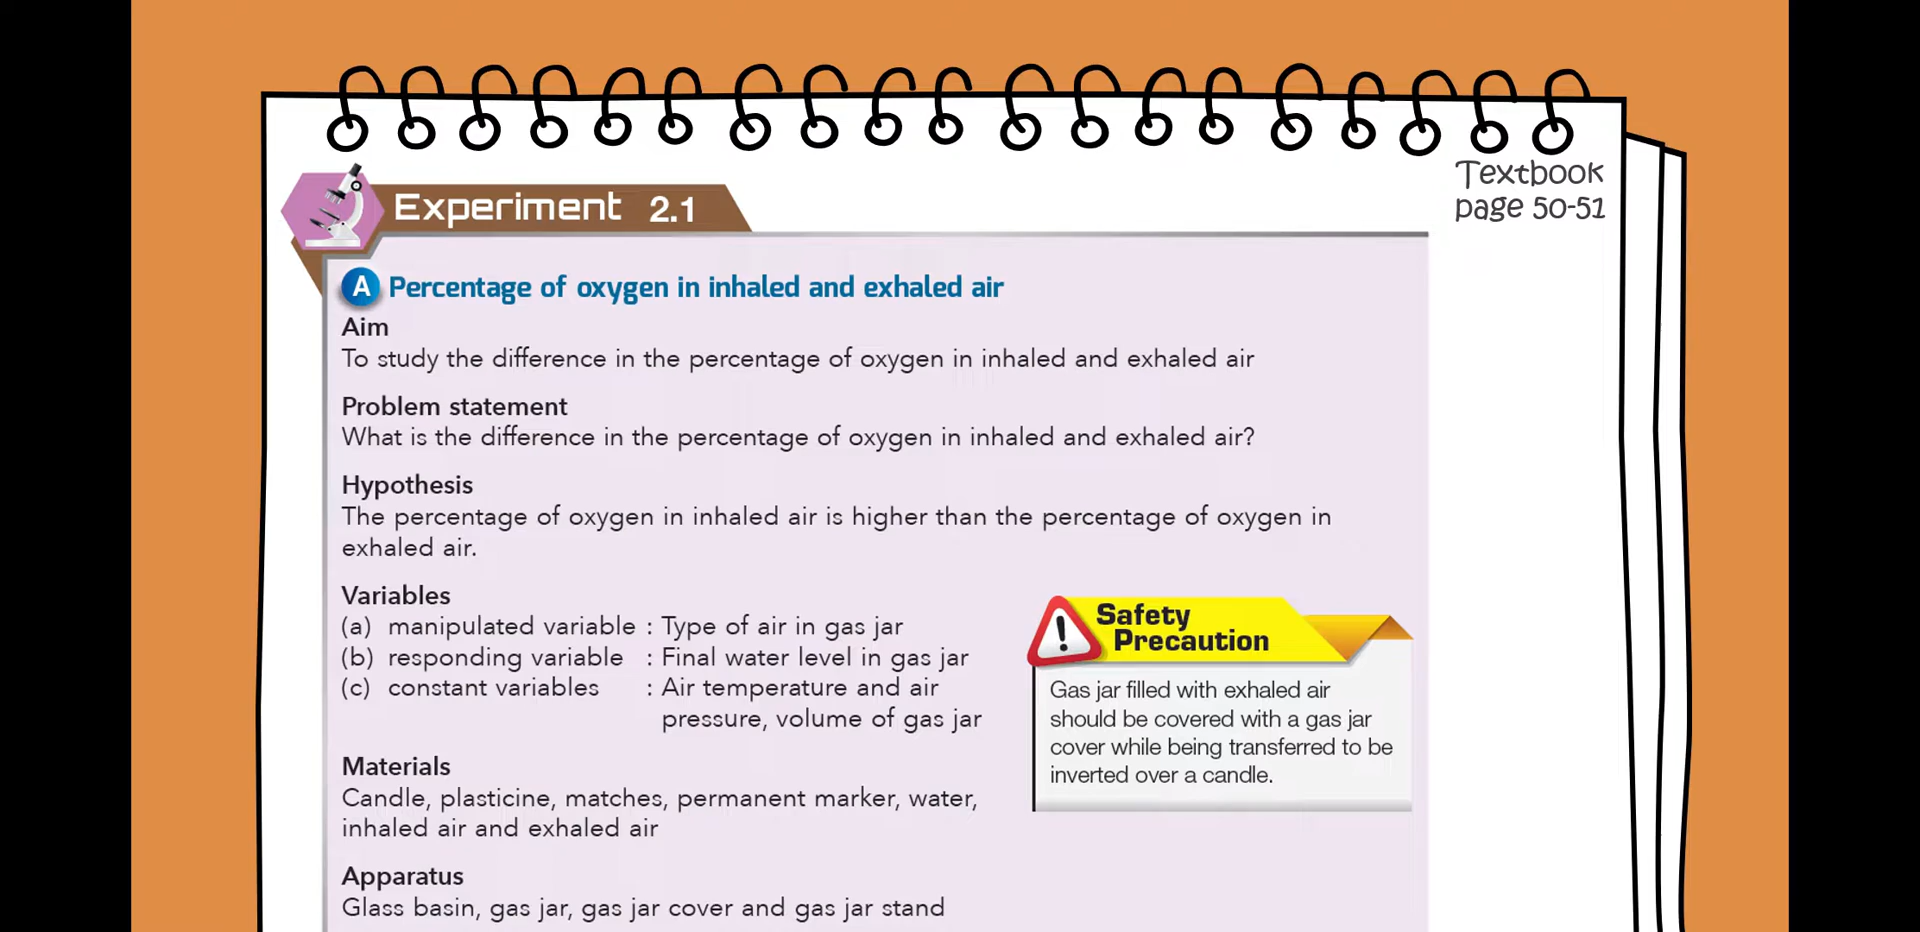 Textbook
page 50-51
Experiment 2.1
A Percentage of oxygen in inhaled and exhaled air
Aim
To study the difference in the percentage of oxygen in inhaled and exhaled air
Problem statement
What is the difference in the percentage of oxygen in inhaled and exhaled air?
Hypothesis
The percentage of oxygen in inhaled air is higher than the percentage of oxygen in
exhaled air.
Variables
(a) manipulated variable : Type of air in gas jar
(b) responding variable : Final water level in gas jar
(c) constant variables : Air temperature and air
pressure, volume of gas jar
Safety
Precaution
Gas jar filled with exhaled air
should be covered with a gas jar
cover while being transferred to be
inverted over a candle.
Materials
Candle, plasticine, matches, permanent marker, water,
inhaled air and exhaled air
Apparatus
Glass basin, gas jar, gas jar cover and gas jar stand